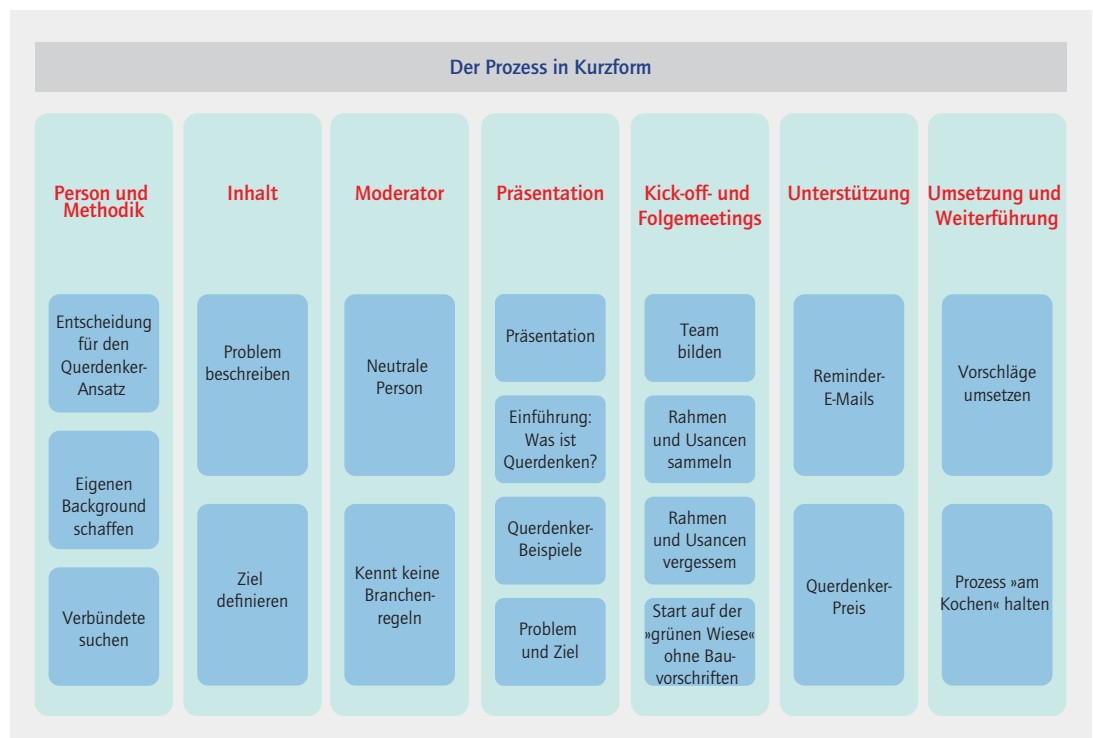 Der Prozess in Kurzform
Person und
Methodik
Entscheidung
für den
Querdenker-
Ansatz
Eigenen
Background
schaffen
Verbündete
suchen
Inhalt
Problem
beschreiben
Ziel
definieren
Moderator
Neutrale
Person
Kennt keine
Branchen-
regeln
Präsentation
Präsentation
Einführung:
Was ist
Querdenken?
Querdenker-
Beispiele
Problem
und Ziel
Kick-off- und
Folgemeetings
Team
bilden
Rahmen
und Usancen
sammeln
Rahmen
und Usancen
vergessem
Start auf der
»grünen Wiese«
ohne Bau-
vorschriften
Unterstützung
Reminder-
E-Mails
Querdenker-
Preis
Umsetzung und
Weiterführung
Vorschläge
umsetzen
Prozess »am
Kochen« halten